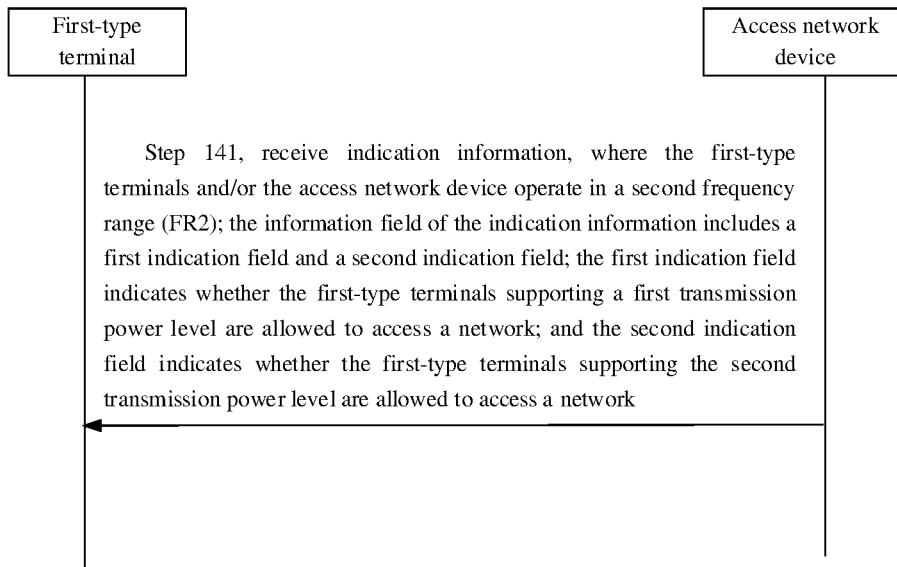 First-type
terminal
Access network
device
Step 141, receive indication information, where the first-type
terminals and/or the access network device operate in a second frequency
range (FR2); the information field of the indication information includes a
first indication field and a second indication field; the first indication field
indicates whether the first-type terminals supporting a first transmission
power level are allowed to access a network; and the second indication
field indicates whether the first-type terminals supporting the second
transmission power level are allowed to access a network